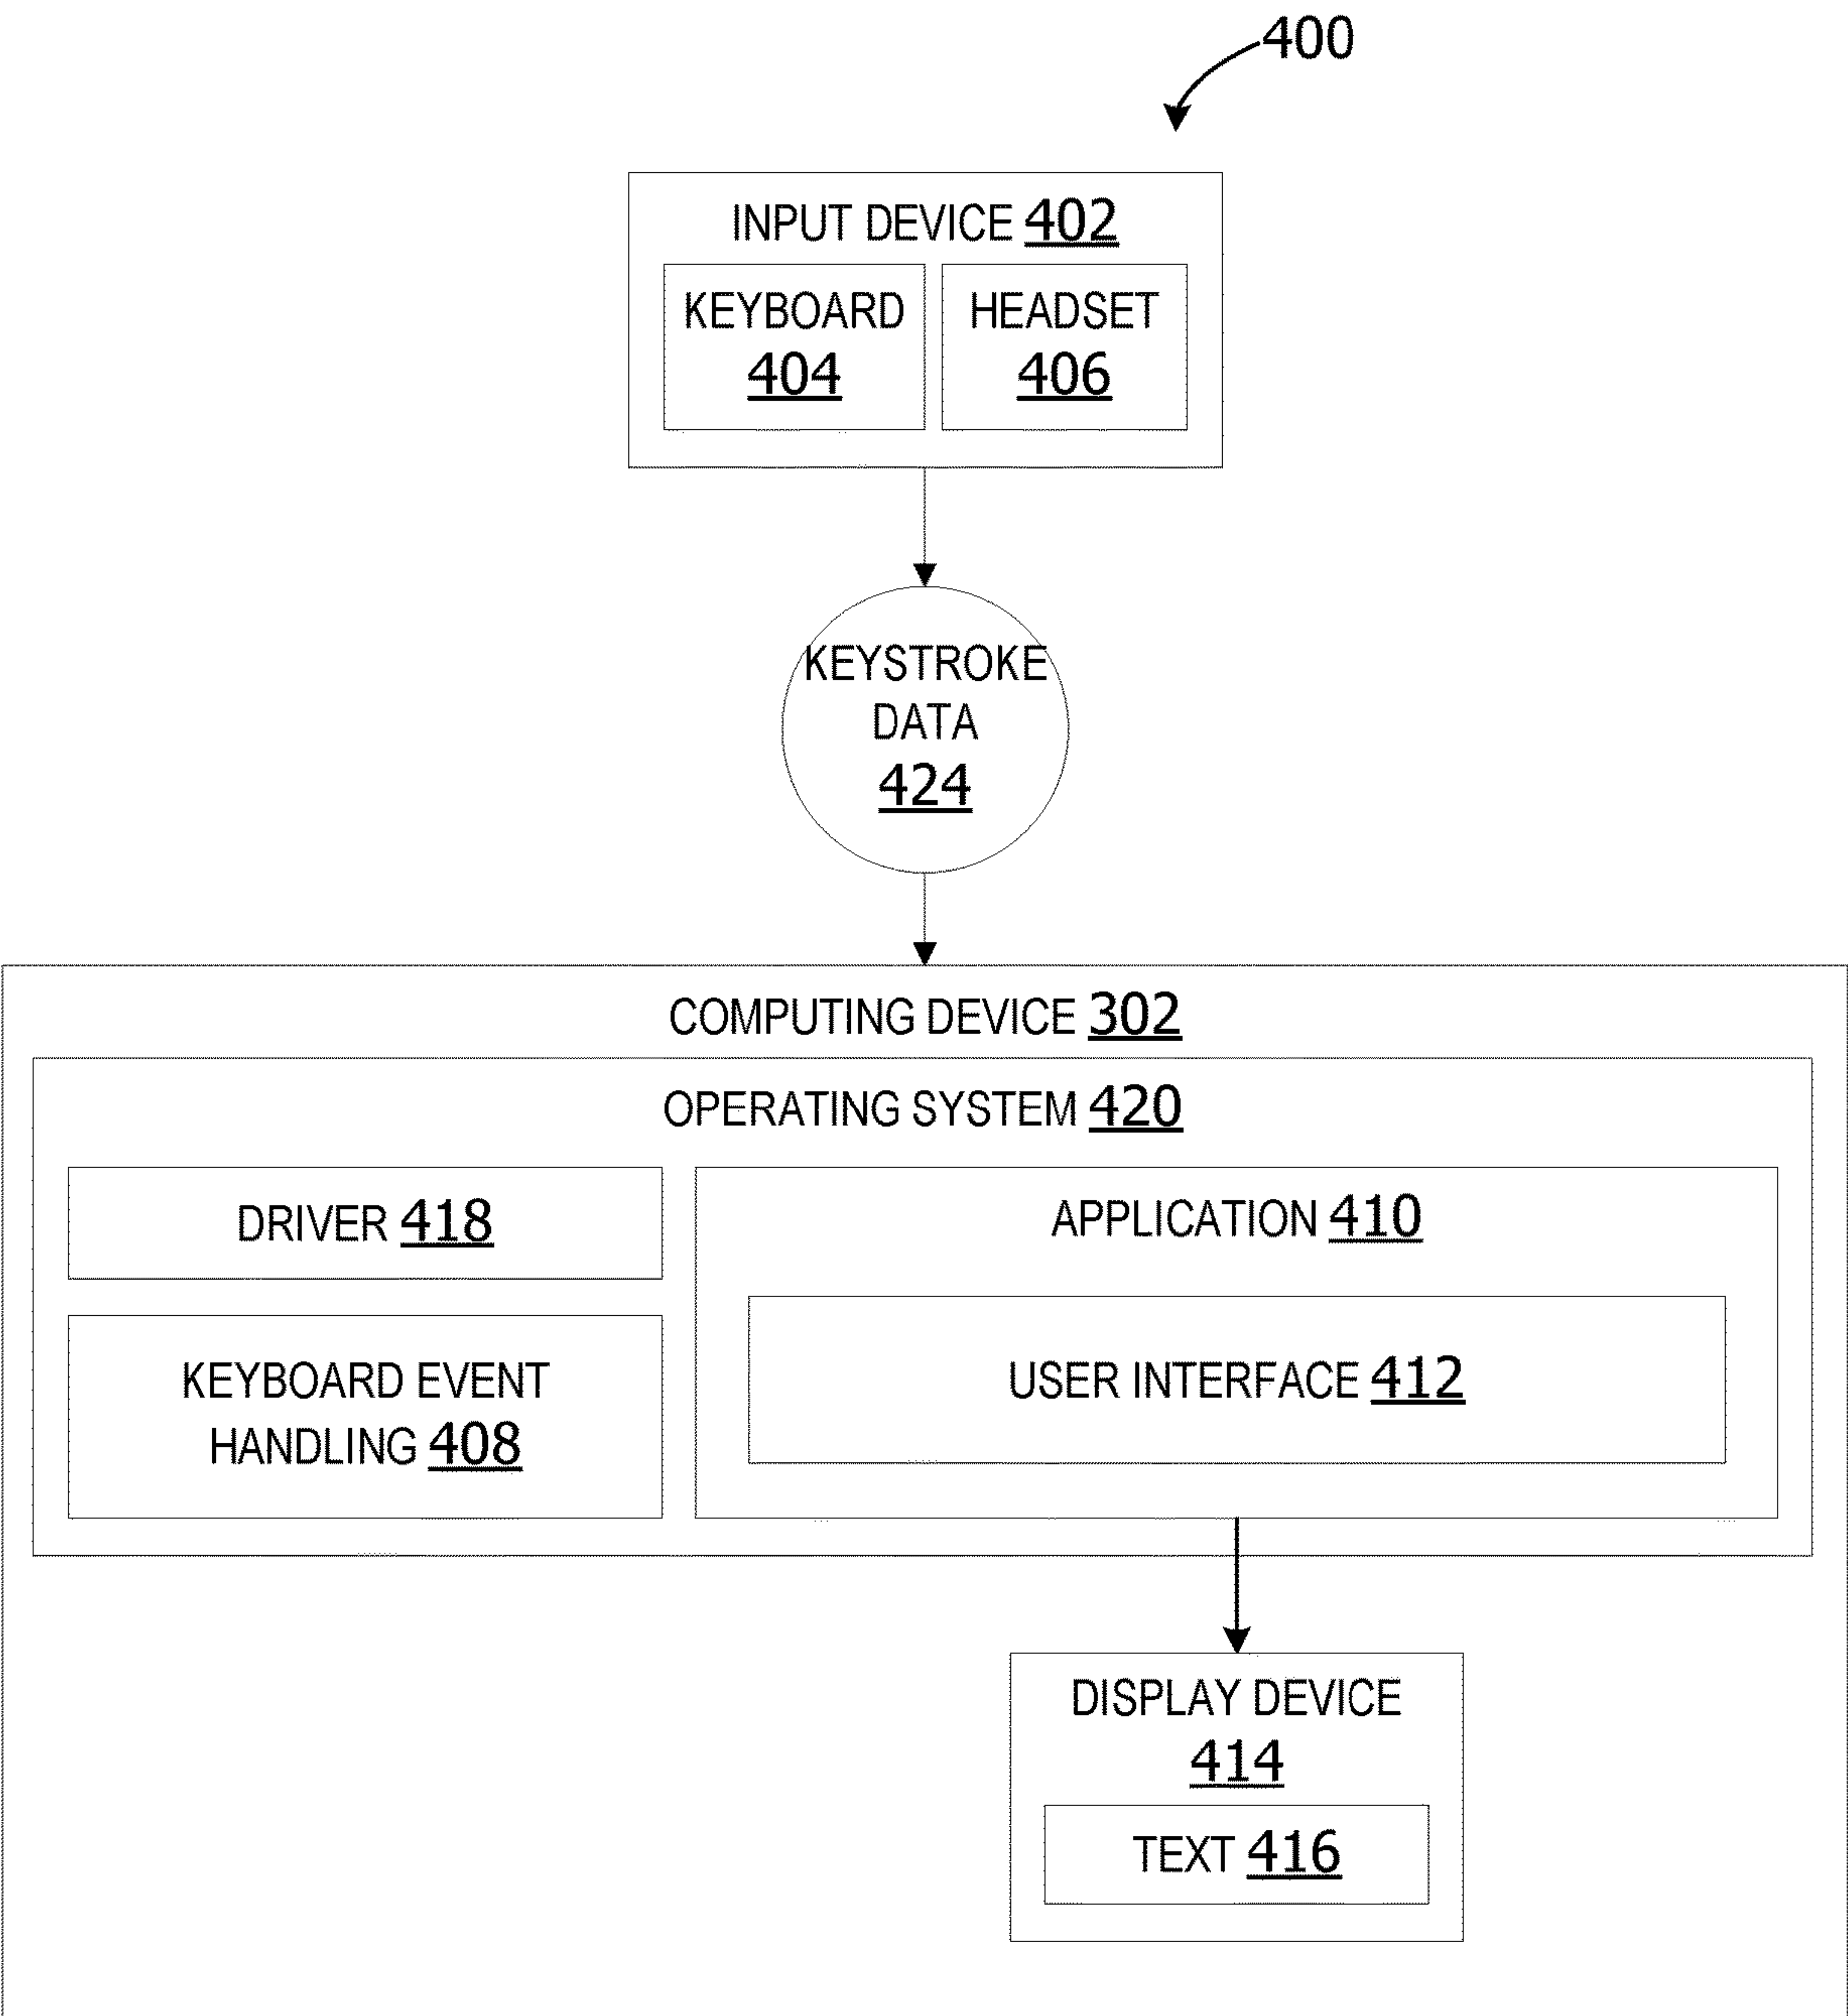 400
INPUT DEVICE 402
KEYBOARD
404
HEADSET
406
KEYSTROKE
DATA
424
COMPUTING DEVICE 302
OPERATING SYSTEM 420
DRIVER 418
KEYBOARD EVENT
HANDLING 408
APPLICATION 410
USER INTERFACE 412
DISPLAY DEVICE
414
TEXT 416